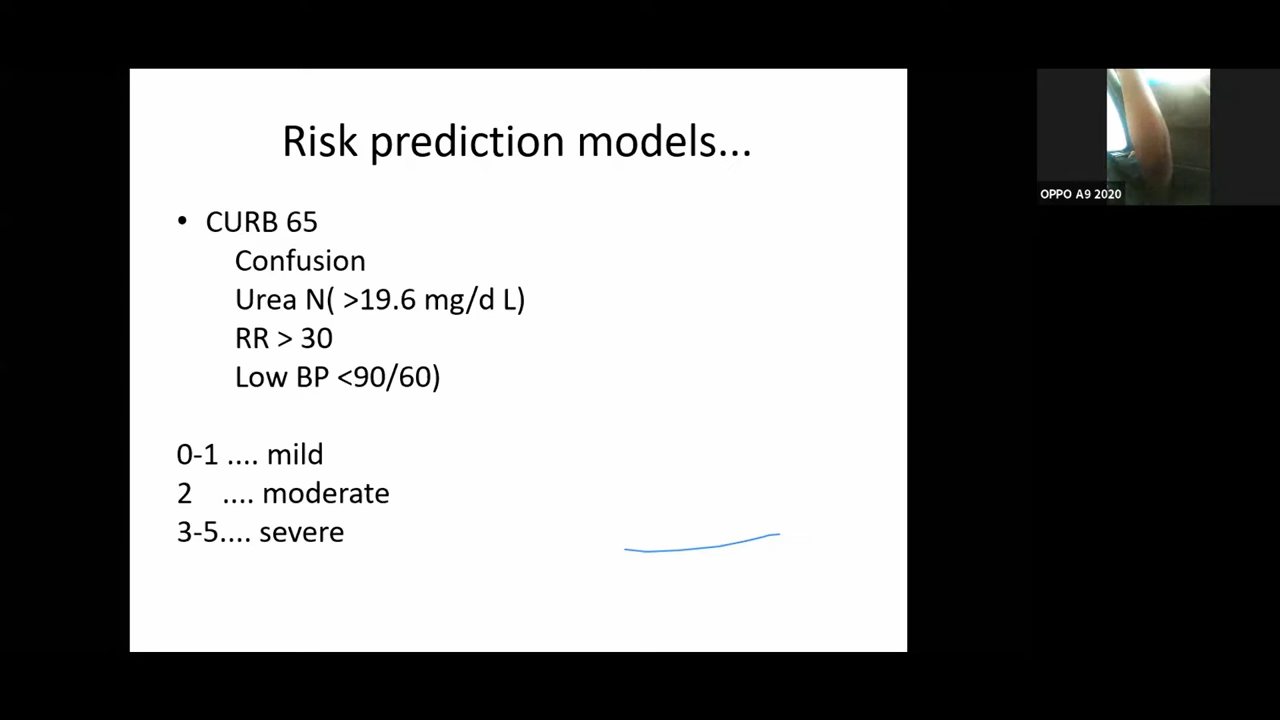 Risk prediction models...
• CURB 65
Confusion
Urea N( >19.6 mg/d L)
RR > 30
Low BP <90/60)
0-1 .... mild
2 .... moderate
3-5.... severe
OPPO A9 2020